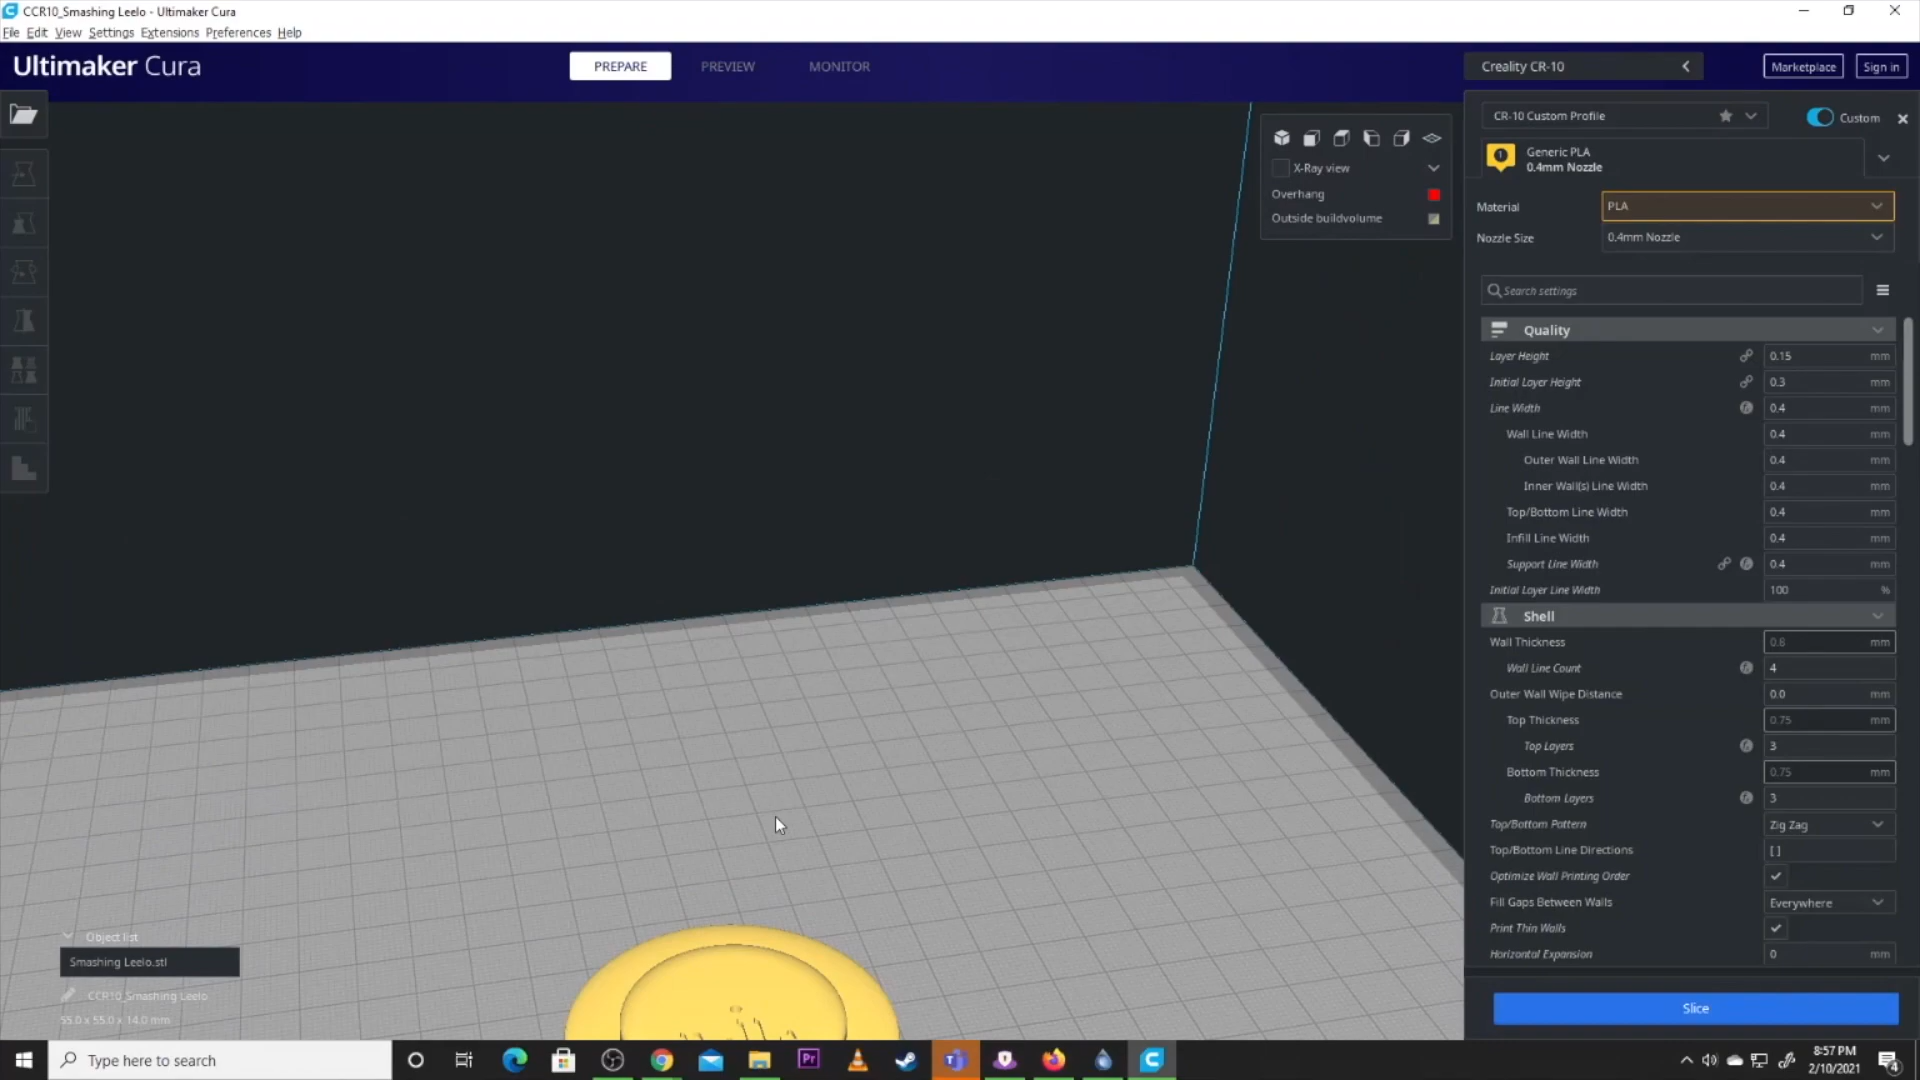 CCR10_Smashing Leelo - Ultimaker Cura
File Edit View Settings Extensions Preferences Help
Ultimaker Cura
PREPARE
PREVIEW
MONITOR
Creality CR-10
Marketplace
Sign in
CR-10 Custom Profile
Custom
1
Generic PLA
0.4mm Nozzle
Material
PLA
Nozzle Size
0.4mm Nozzle
Search settings
X-Ray view
Overhang
Outside buildvolume
Quality
Layer Height 0.15 mm
Initial Layer Height 0.3 mm
Line Width 0.4 mm
Wall Line Width 0.4 mm
Outer Wall Line Width 0.4 mm
Inner Wall(s) Line Width 0.4 mm
Top/Bottom Line Width 0.4 mm
Infill Line Width 0.4 mm
Support Line Width 0.4 mm
Initial Layer Line Width 100 %
Shell
Wall Thickness 0.8 mm
Wall Line Count 4
Outer Wall Wipe Distance 0.0 mm
Top Thickness 0.75 mm
Top Layers 3
Bottom Thickness 0.75 mm
Bottom Layers 3
Top/Bottom Pattern Zig Zag
Top/Bottom Line Directions [ ]
Optimize Wall Printing Order
Fill Gaps Between Walls Everywhere
Print Thin Walls
Horizontal Expansion 0 mm
Slice
Object list
Smashing Leelo.stl
CCR10_Smashing Leelo
55.0 x 55.0 x 14.0 mm
Type here to search
Pr
8:57 PM
2/10/2021
4